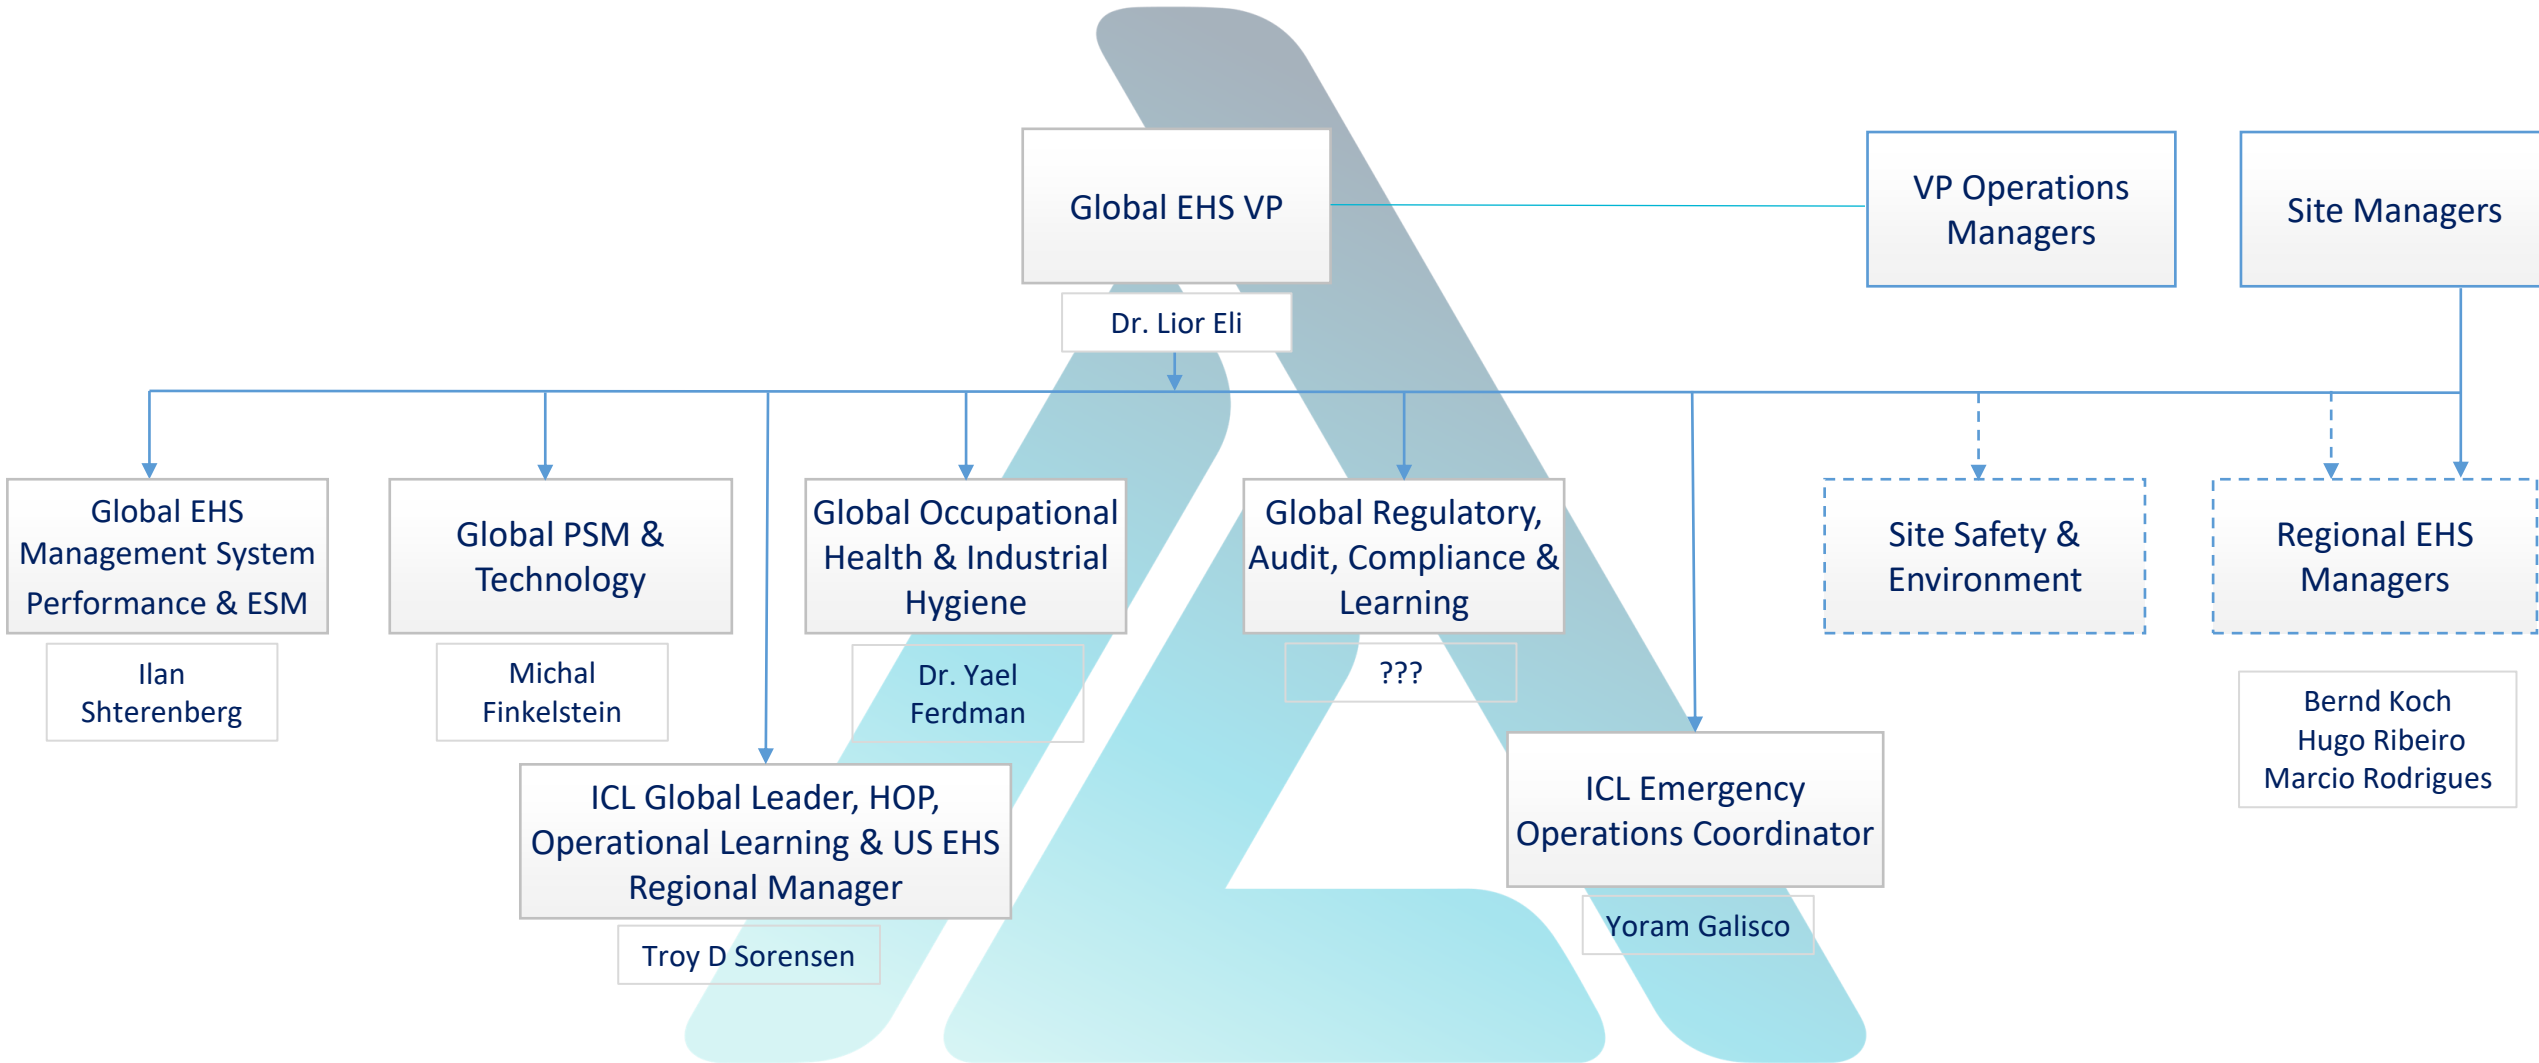 Global EHS VP
VP Operations
Managers
Site Managers
Dr. Lior Eli
Global EHS
Management System
Performance & ESM
Global PSM &
Technology
Global Occupational
Health & Industrial
Hygiene
Global Regulatory,
Audit, Compliance &
Learning
Site Safety &
Environment
Regional EHS
Managers
Ilan
Shterenberg
Michal
Finkelstein
Dr. Yael
Ferdman
???
Bernd Koch
Hugo Ribeiro
Marcio Rodrigues
ICL Global Leader, HOP,
Operational Learning & US EHS
Regional Manager
ICL Emergency
Operations Coordinator
Troy D Sorensen
Yoram Galisco